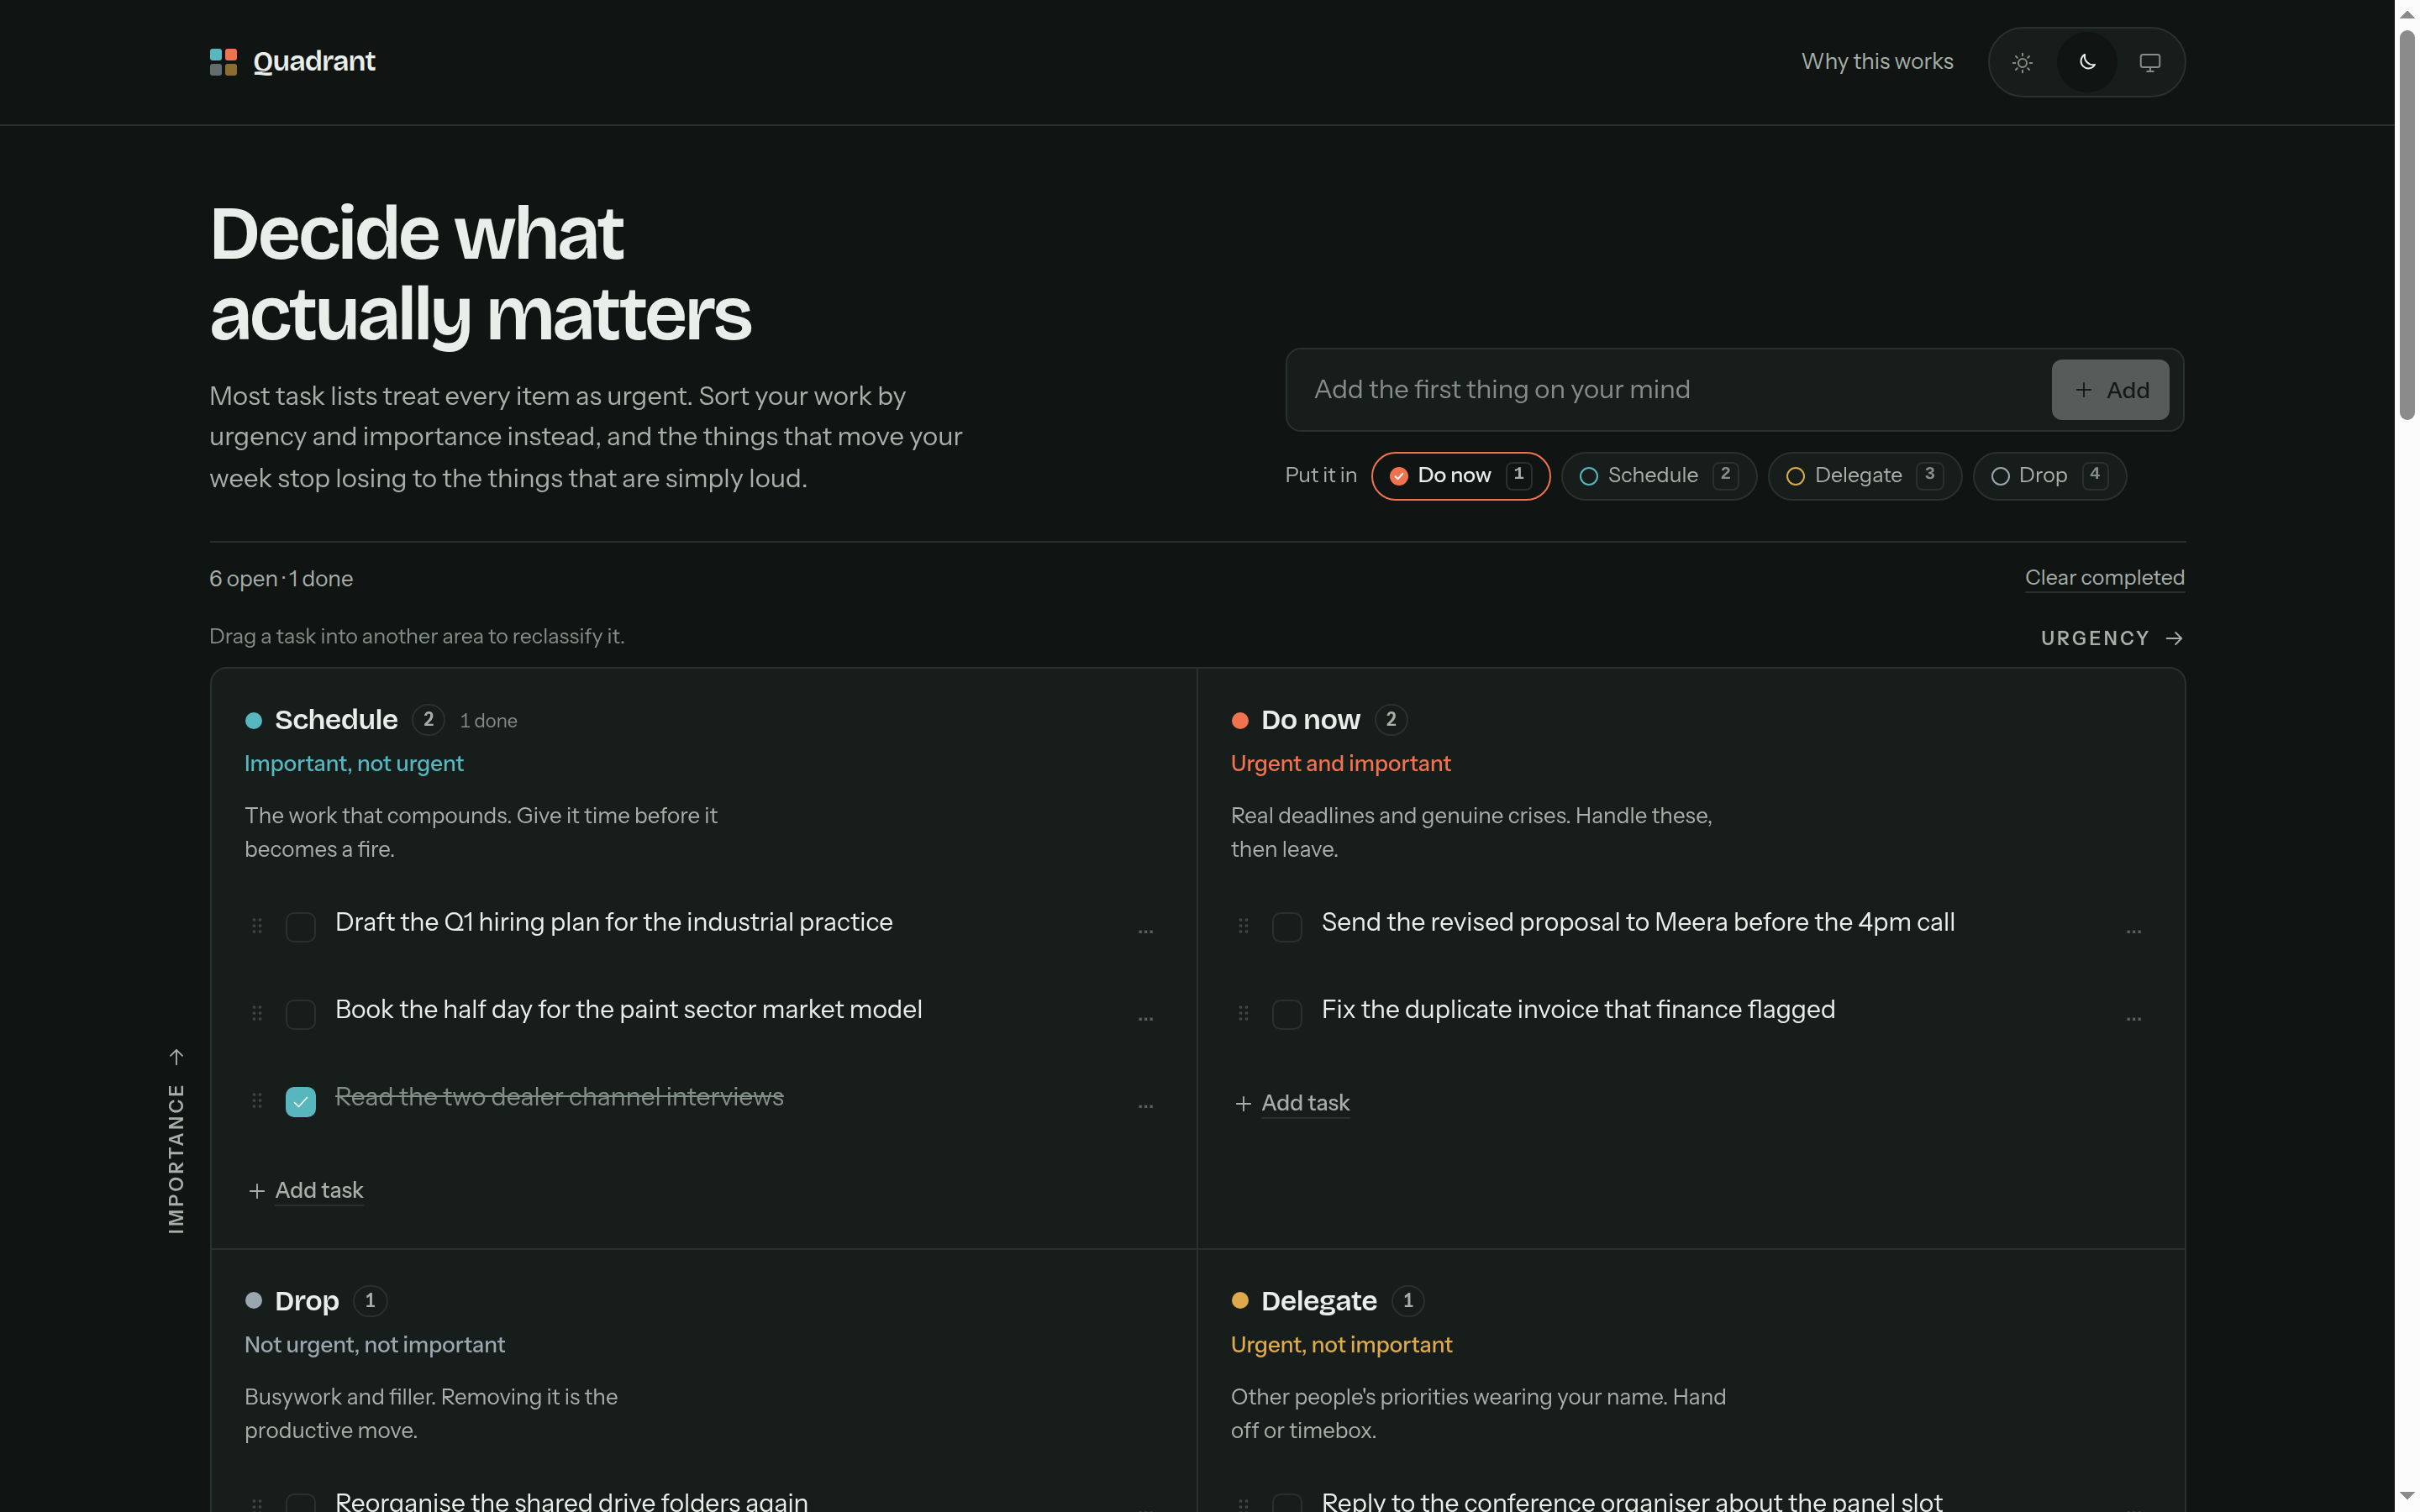 Quadrant
Why this works
Decide what
actually matters
Most task lists treat every item as urgent. Sort your work by
urgency and importance instead, and the things that move your
week stop losing to the things that are simply loud.
Add the first thing on your mind
+ Add
Put it in Do now 1 Schedule 2 Delegate 3 Drop 4
6 open · 1 done
Clear completed
Drag a task into another area to reclassify it.
URGENCY →
IMPORTANCE →
Schedule 2 1 done
Important, not urgent
The work that compounds. Give it time before it
becomes a fire.
Draft the Q1 hiring plan for the industrial practice
Book the half day for the paint sector market model
Read the two dealer channel interviews
+ Add task
Do now 2
Urgent and important
Real deadlines and genuine crises. Handle these,
then leave.
Send the revised proposal to Meera before the 4pm call
Fix the duplicate invoice that finance flagged
+ Add task
Drop 1
Not urgent, not important
Busywork and filler. Removing it is the
productive move.
Reorganise the shared drive folders again
Delegate 1
Urgent, not important
Other people's priorities wearing your name. Hand
off or timebox.
Reply to the conference organiser about the panel slot